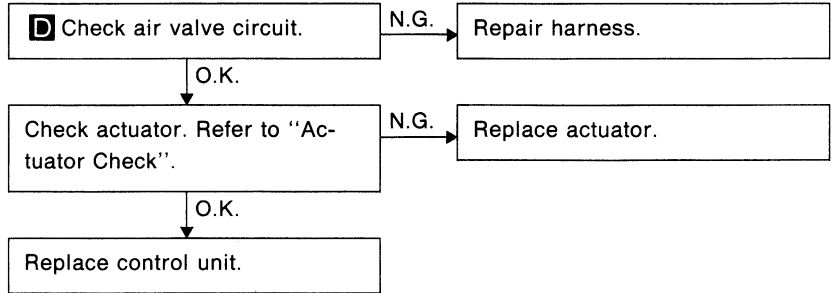 D Check air valve circuit.
N.G.
Repair harness.
O.K.
Check actuator. Refer to "Ac-
tuator Check".
N.G.
Replace actuator.
O.K.
Replace control unit.